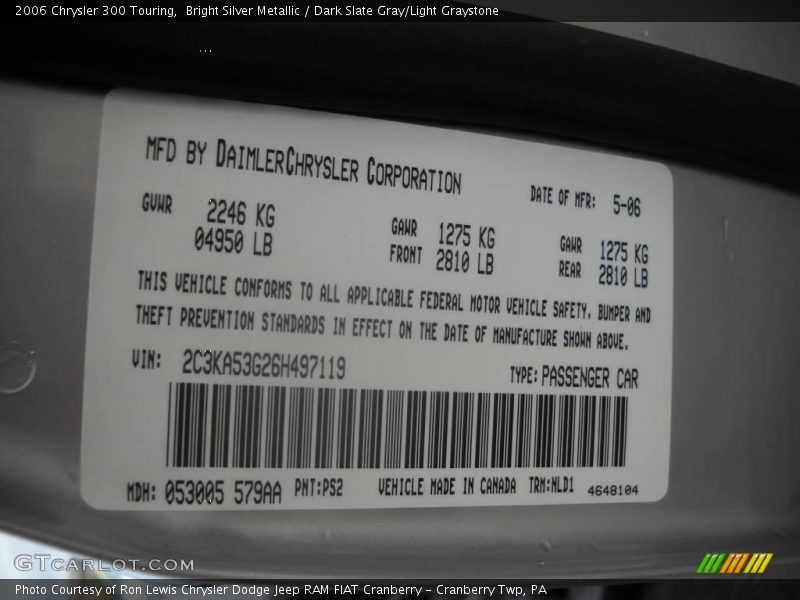 2006 Chrysler 300 Touring,  Bright Silver Metallic / Dark Slate Gray/Light Graystone
MFD BY DAIMLERCHRYSLER CORPORATION
DATE OF MFR: 5-06
GVWR 2246 KG
04950 LB
GAWR 1275 KG
FRONT 2810 LB
GAWR 1275 KG
REAR 2810 LB
THIS VEHICLE CONFORMS TO ALL APPLICABLE FEDERAL MOTOR VEHICLE SAFETY, BUMPER AND
THEFT PREVENTION STANDARDS IN EFFECT ON THE DATE OF MANUFACTURE SHOWN ABOVE.
VIN: 2C3KA53G26H497119
TYPE: PASSENGER CAR
MDH: 053005 579AA PNT:PS2 VEHICLE MADE IN CANADA TRM:NLD1 4648104
GTCARLOT.COM
Photo Courtesy of Ron Lewis Chrysler Dodge Jeep RAM FIAT Cranberry - Cranberry Twp, PA